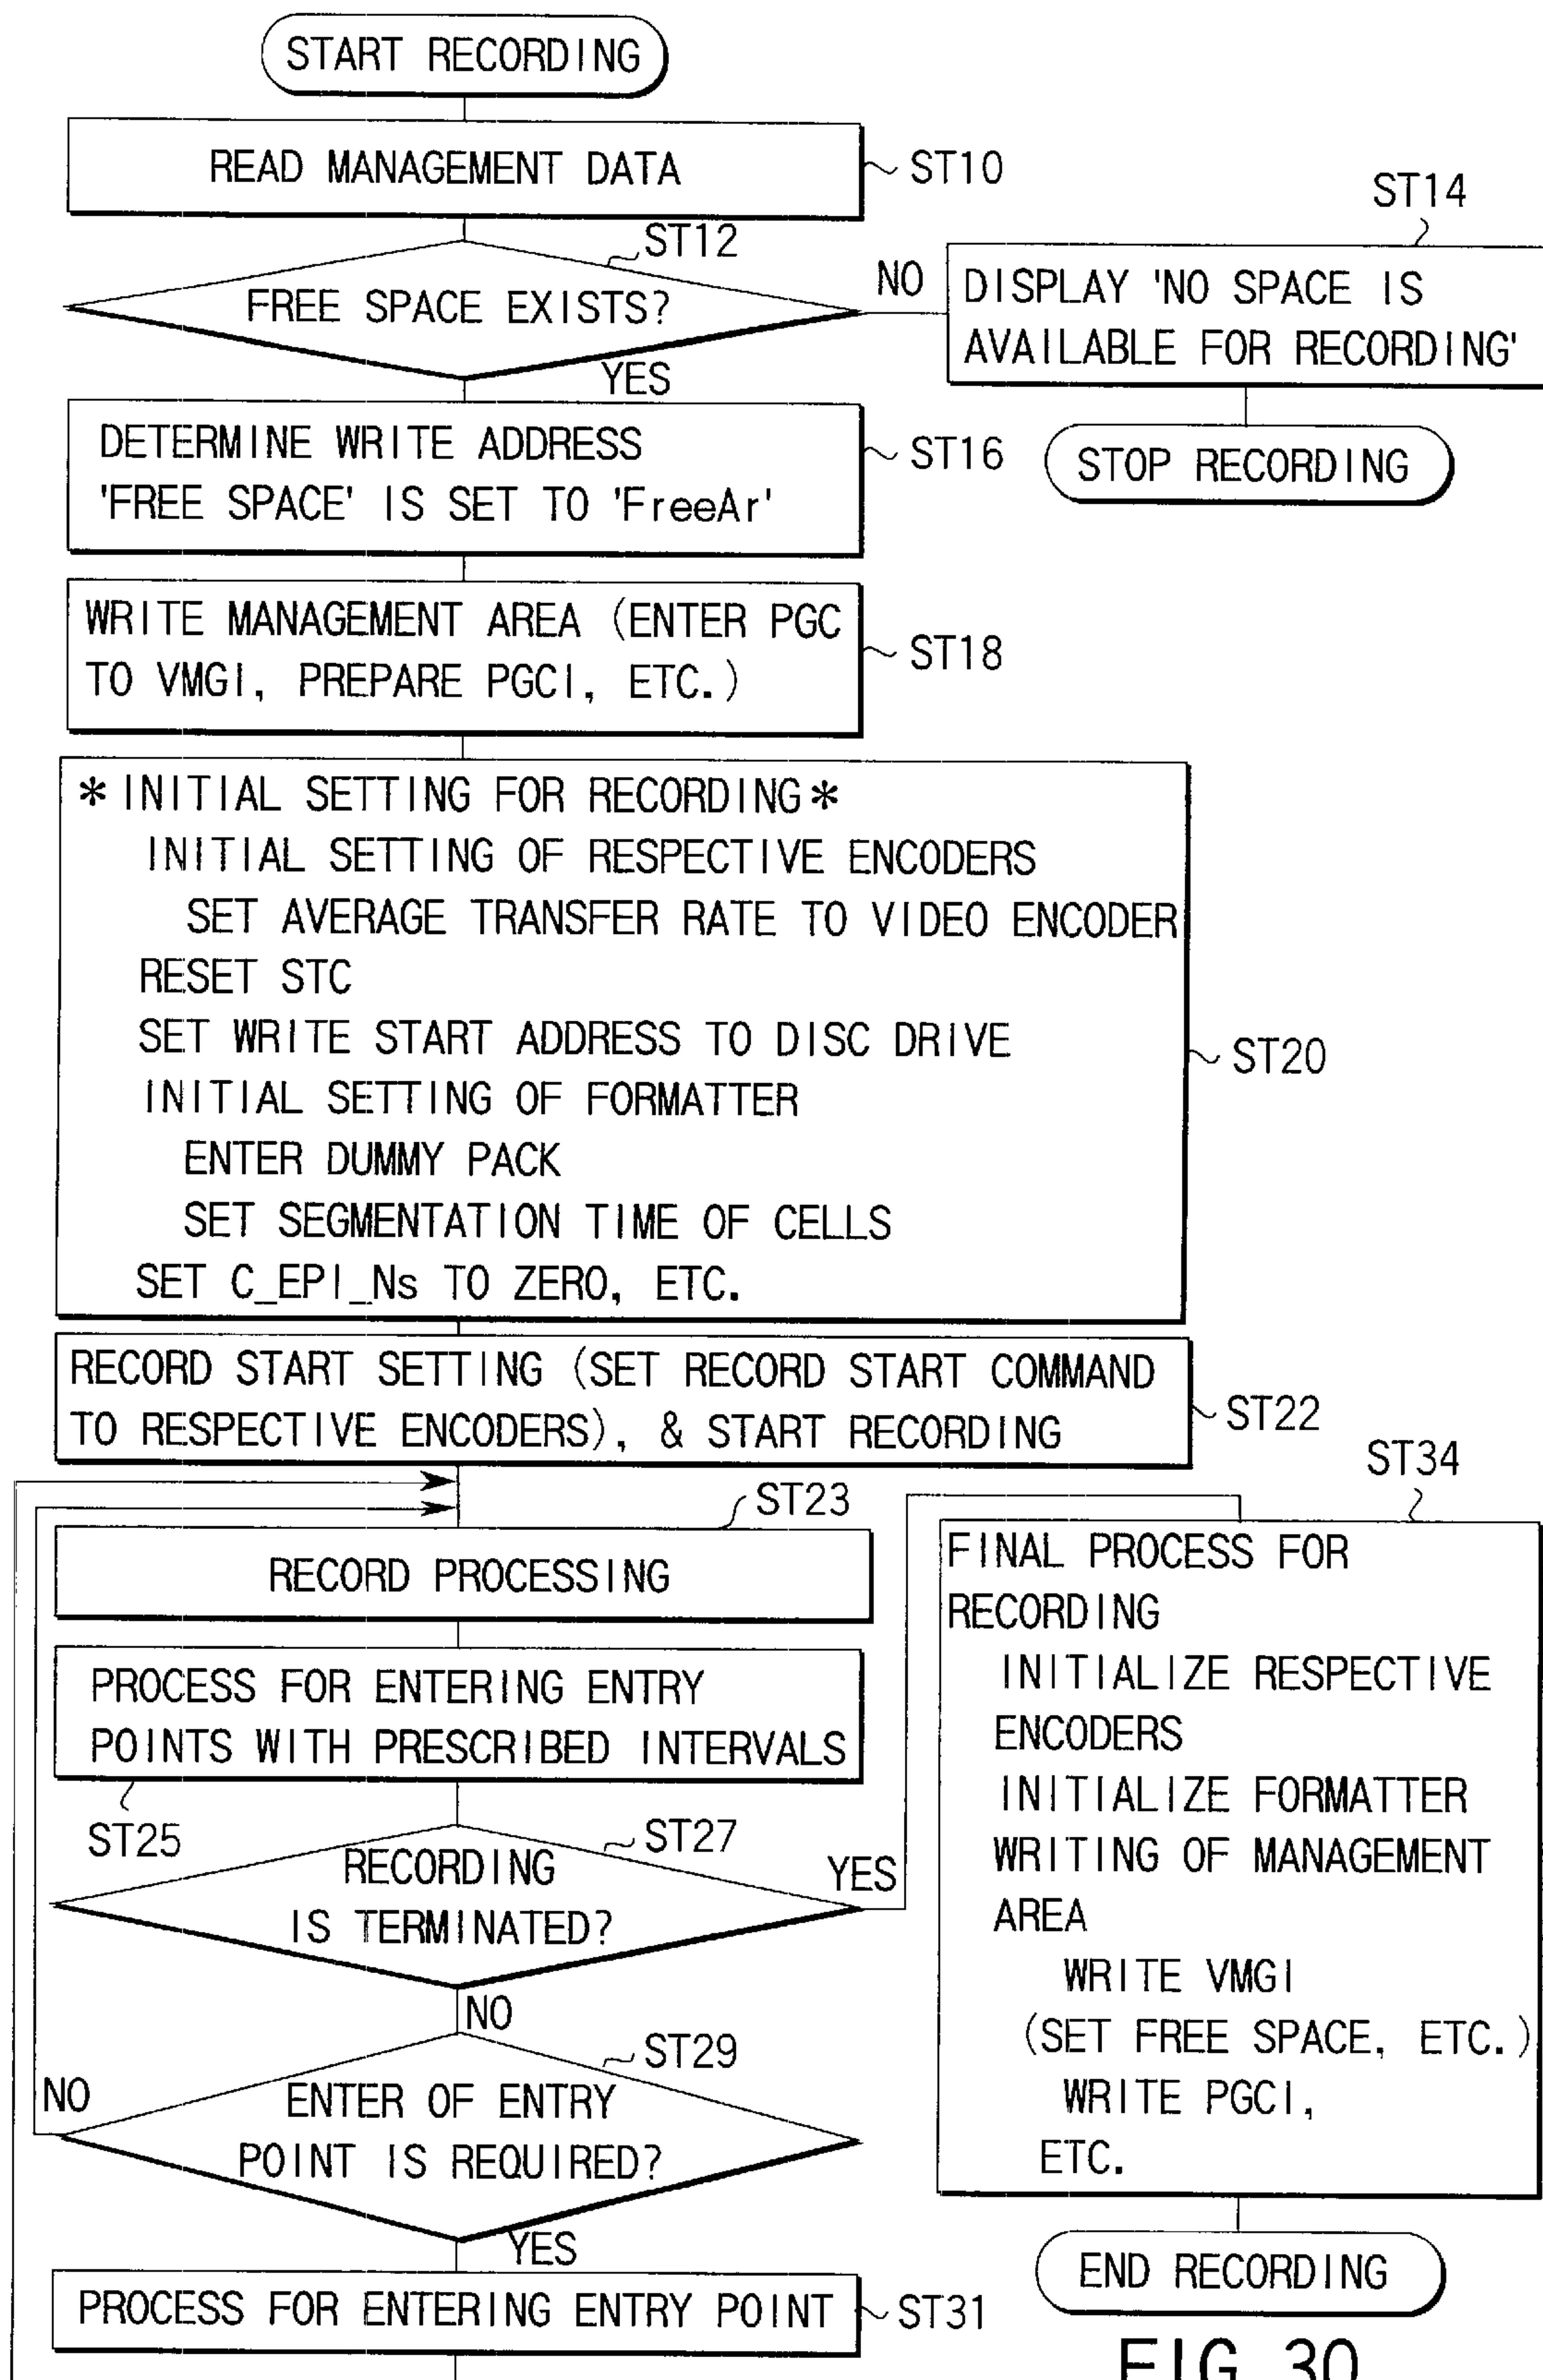 START RECORDING
READ MANAGEMENT DATA
ST10
ST12
FREE SPACE EXISTS?
NO
YES
ST14
DISPLAY 'NO SPACE IS
AVAILABLE FOR RECORDING'
STOP RECORDING
DETERMINE WRITE ADDRESS
'FREE SPACE' IS SET TO 'FreeAr'
ST16
WRITE MANAGEMENT AREA (ENTER PGC
TO VMGI, PREPARE PGCI, ETC.)
ST18
* INITIAL SETTING FOR RECORDING *
INITIAL SETTING OF RESPECTIVE ENCODERS
SET AVERAGE TRANSFER RATE TO VIDEO ENCODER
RESET STC
SET WRITE START ADDRESS TO DISC DRIVE
INITIAL SETTING OF FORMATTER
ENTER DUMMY PACK
SET SEGMENTATION TIME OF CELLS
SET C_EPI_Ns TO ZERO, ETC.
ST20
RECORD START SETTING (SET RECORD START COMMAND
TO RESPECTIVE ENCODERS), & START RECORDING
ST22
ST23
RECORD PROCESSING
PROCESS FOR ENTERING ENTRY
POINTS WITH PRESCRIBED INTERVALS
ST25
ST27
RECORDING
IS TERMINATED?
YES
NO
ST29
ENTER OF ENTRY
POINT IS REQUIRED?
NO
YES
PROCESS FOR ENTERING ENTRY POINT
ST31
ST34
FINAL PROCESS FOR
RECORDING
INITIALIZE RESPECTIVE
ENCODERS
INITIALIZE FORMATTER
WRITING OF MANAGEMENT
AREA
WRITE VMGI
(SET FREE SPACE, ETC.)
WRITE PGCI,
ETC.
END RECORDING
FIG. 30